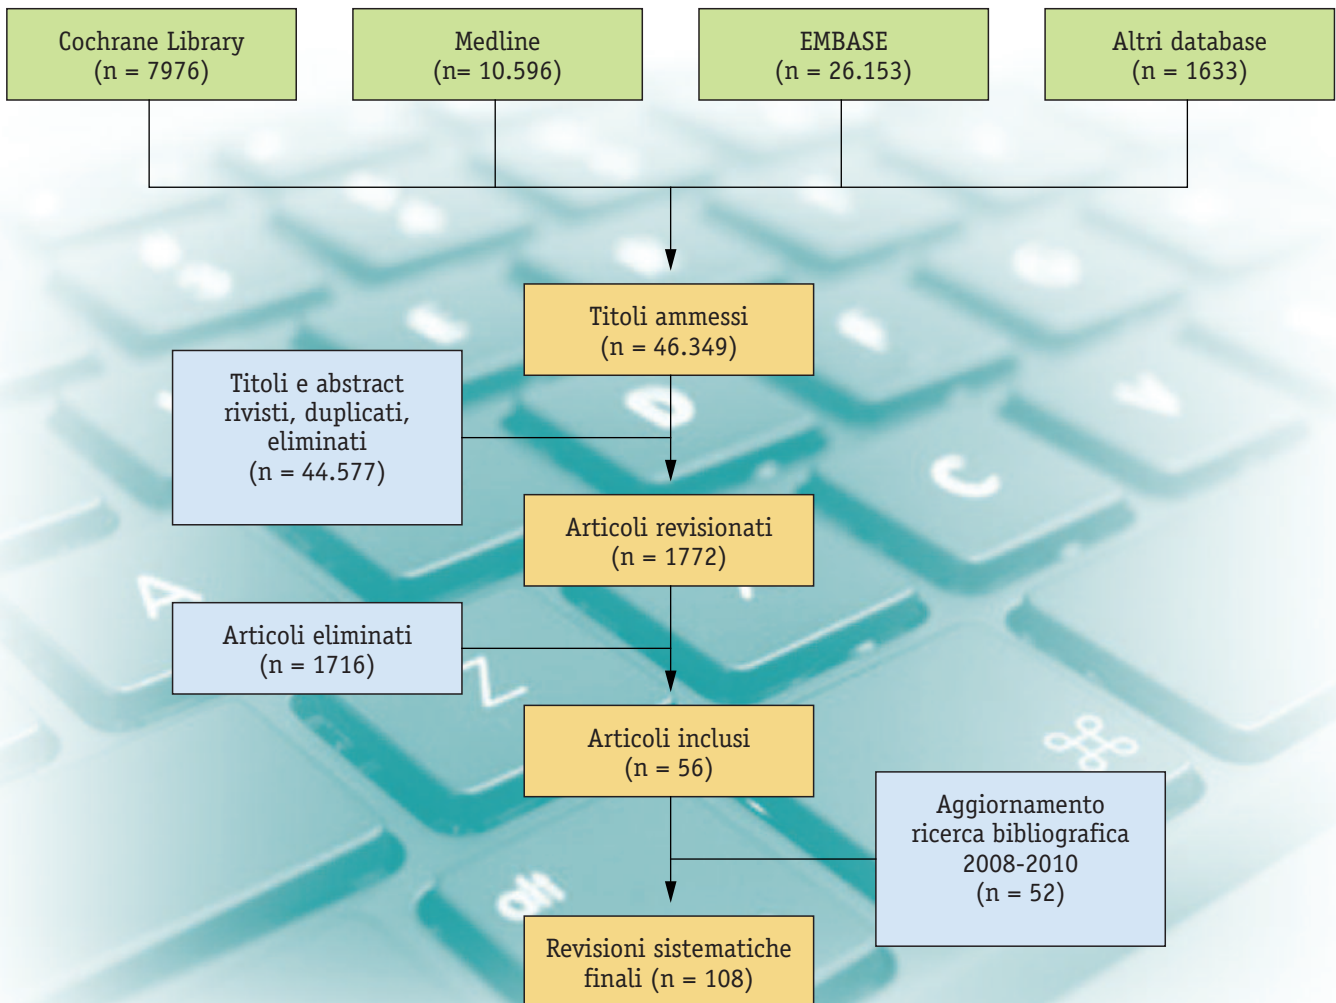 Cochrane Library
(n = 7976)
Medline
(n= 10.596)
EMBASE
(n = 26.153)
Altri database
(n = 1633)
Titoli ammessi
(n = 46.349)
Titoli e abstract
rivisti, duplicati,
eliminati
(n = 44.577)
Articoli revisionati
(n = 1772)
Articoli eliminati
(n = 1716)
Articoli inclusi
(n = 56)
Aggiornamento
ricerca bibliografica
2008-2010
(n = 52)
Revisioni sistematiche
finali (n = 108)
D
C
V
A
Z
⌘
alt